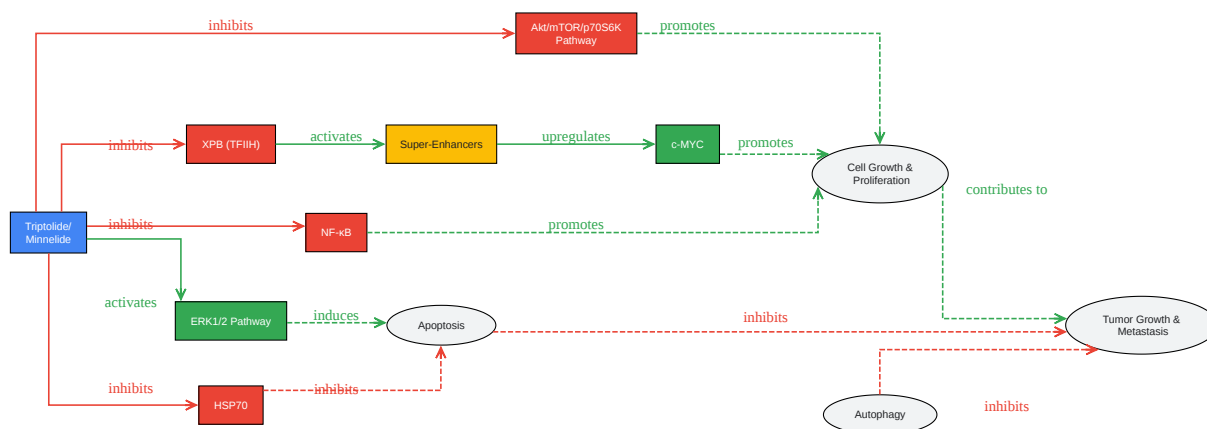 inhibits
Akt/mTOR/p70S6K
Pathway
promotes
inhibits
XPB (TFIIH)
activates
Super-Enhancers
upregulates
c-MYC
promotes
Cell Growth &
Proliferation
contributes to
Triptolide/
Minnelide
inhibits
NF-κB
promotes
activates
ERK1/2 Pathway
induces
Apoptosis
inhibits
Tumor Growth &
Metastasis
inhibits
HSP70
inhibits
Autophagy
inhibits